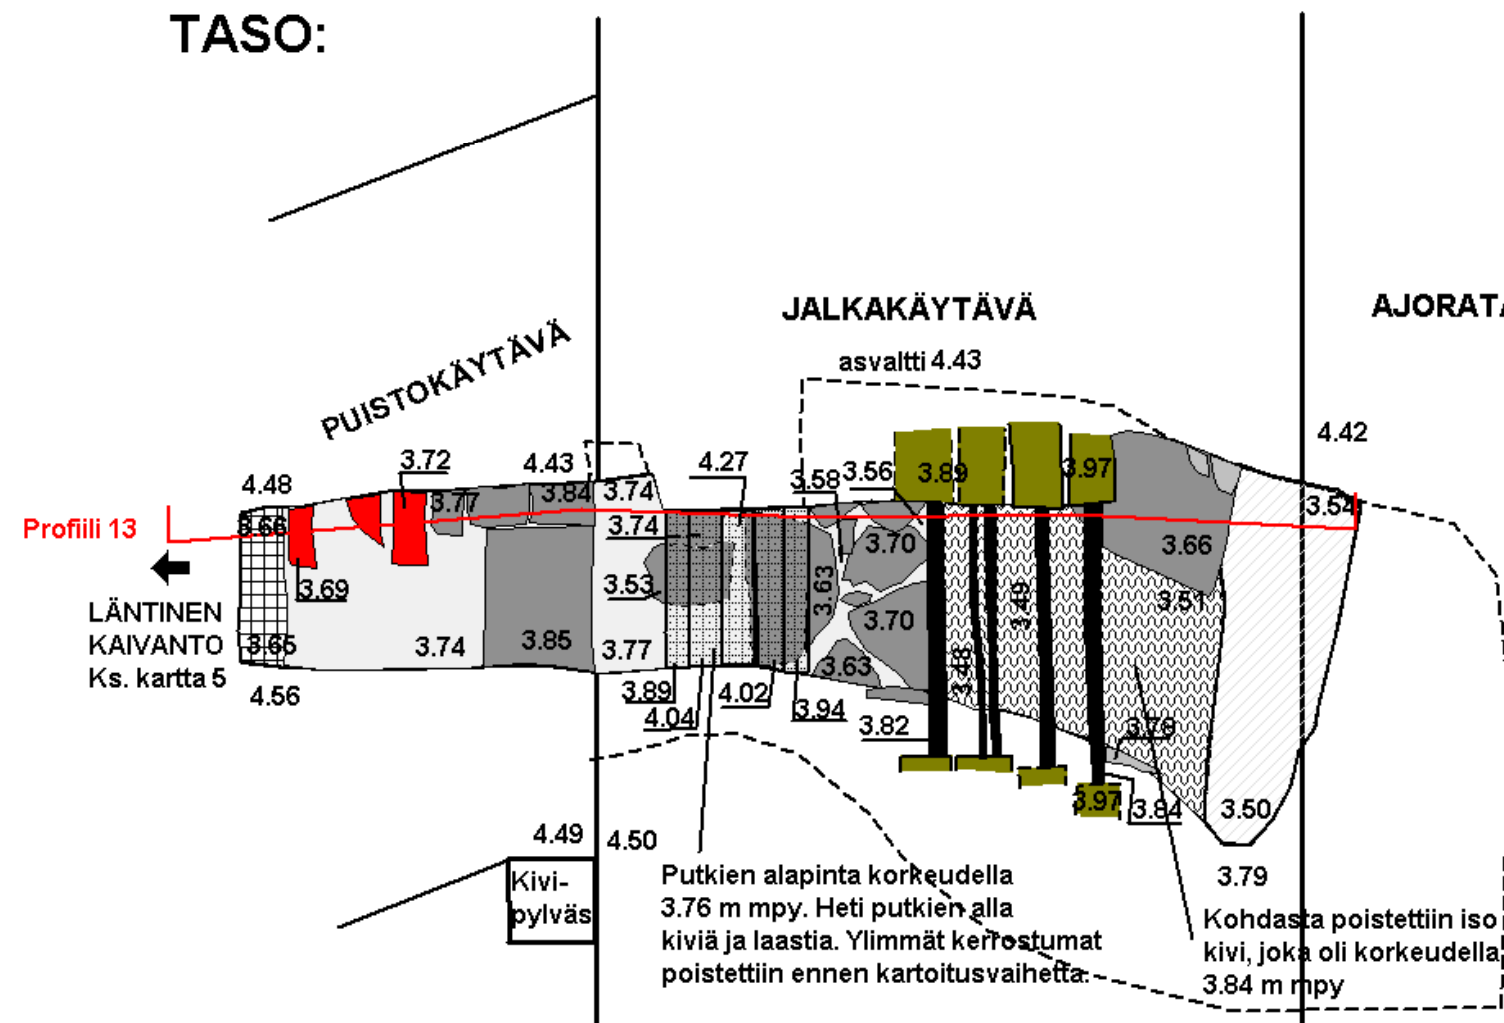 TASO:
JALKAKÄYTÄVÄ
PUISTOKÄYTÄVÄ
asvaltti 4.43
4.42
4.48
3.72
4.43
4.27
3.58
3.56
3.89
3.97
3.77
3.84
3.74
3.54
Profiili 13
3.66
3.74
3.70
3.66
3.69
3.53
3.63
3.49
3.51
LÄNTINEN
KAIVANTO
Ks. kartta 5
3.65
3.74
3.85
3.77
3.70
3.63
3.48
4.56
3.89
4.04
4.02
3.94
3.82
3.78
3.97
3.84
3.50
4.49
4.50
3.79
Kivi-
pylväs
Putkien alapinta korkeudella
3.76 m mpy. Heti putkien alla
kiviä ja laastia. Ylimmät kerrostumat
poistettiin ennen kartoitusvaihetta.
Kohdasta poistettiin iso
kivi, joka oli korkeudella
3.84 m mpy